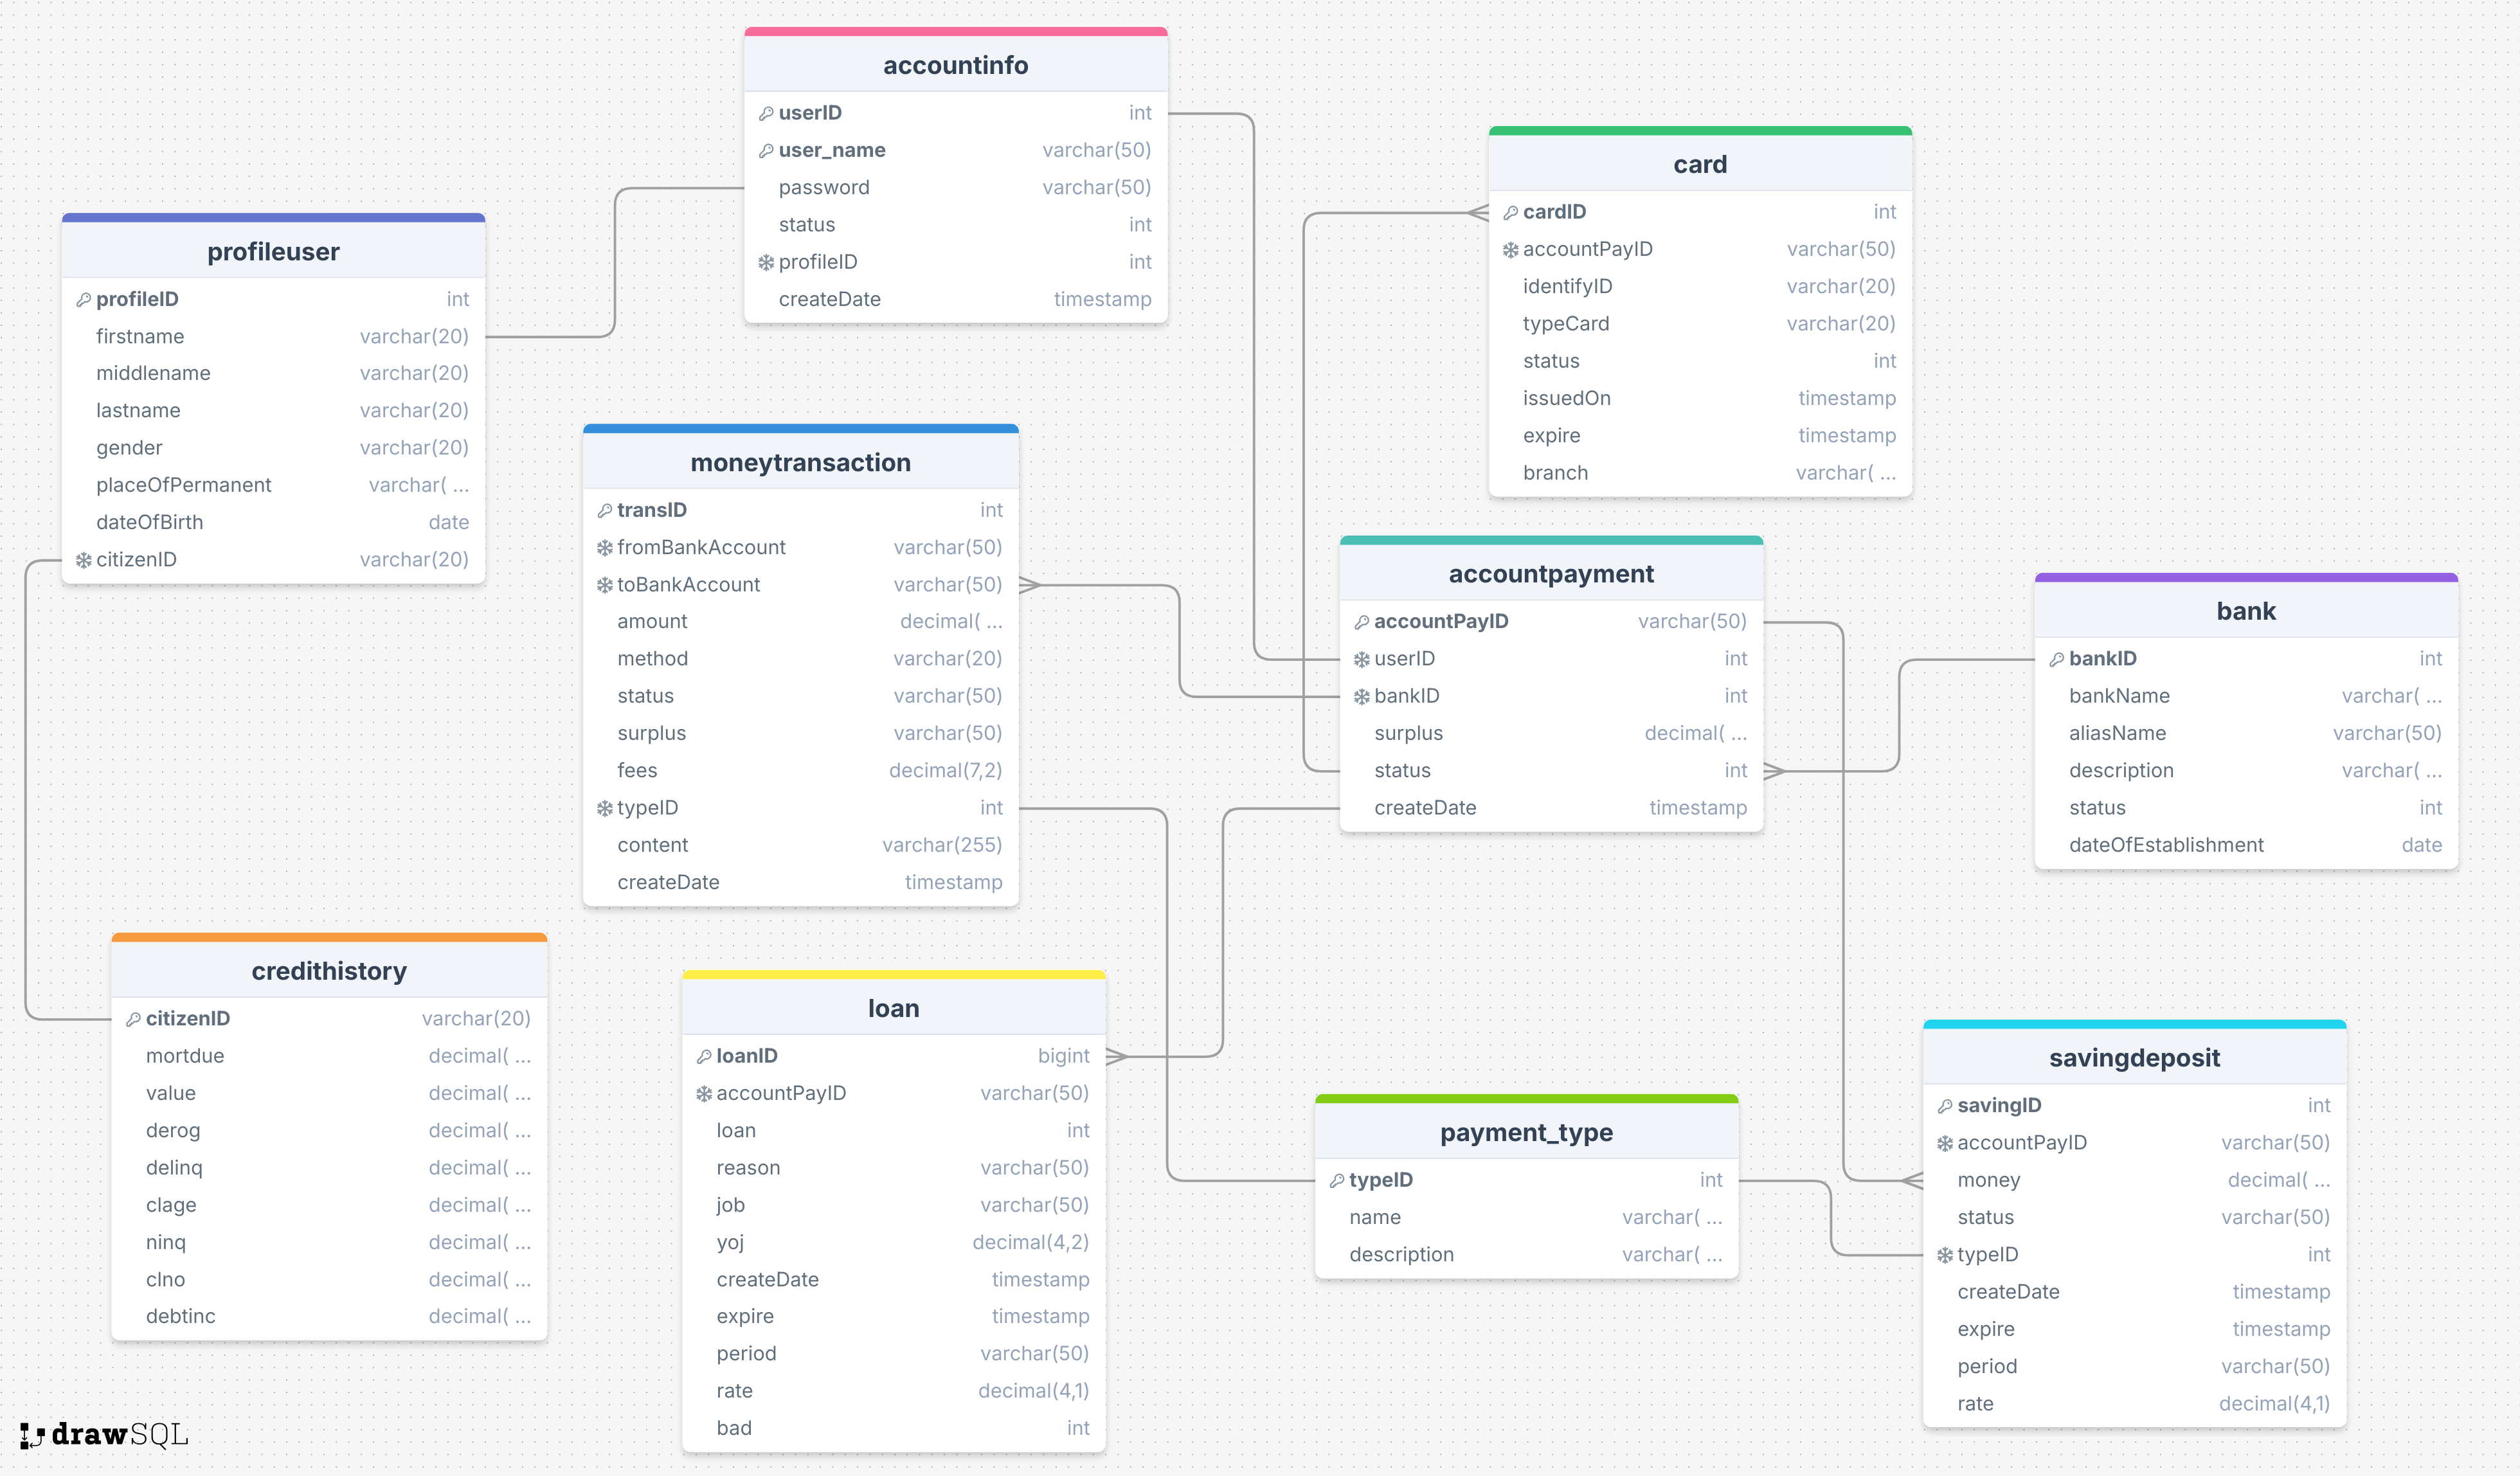 accountinfo
userID int
user_name varchar(50)
password varchar(50)
status int
profileID int
createDate timestamp
card
cardID int
accountPayID varchar(50)
identifyID varchar(20)
typeCard varchar(20)
status int
issuedOn timestamp
expire timestamp
branch varchar( ...
profileuser
profileID int
firstname varchar(20)
middlename varchar(20)
lastname varchar(20)
gender varchar(20)
placeOfPermanent varchar( ...
dateOfBirth date
citizenID varchar(20)
moneytransaction
transID int
fromBankAccount varchar(50)
toBankAccount varchar(50)
amount decimal( ...
method varchar(20)
status varchar(50)
surplus varchar(50)
fees decimal(7,2)
typeID int
content varchar(255)
createDate timestamp
accountpayment
accountPayID varchar(50)
userID int
bankID int
surplus decimal( ...
status int
createDate timestamp
bank
bankID int
bankName varchar( ...
aliasName varchar(50)
description varchar( ...
status int
dateOfEstablishment date
credithistory
citizenID varchar(20)
mortdue decimal( ...
value decimal( ...
derog decimal( ...
delinq decimal( ...
clage decimal( ...
ninq decimal( ...
clno decimal( ...
debtinc decimal( ...
loan
loanID bigint
accountPayID varchar(50)
loan int
reason varchar(50)
job varchar(50)
yoj decimal(4,2)
createDate timestamp
expire timestamp
period varchar(50)
rate decimal(4,1)
bad int
payment_type
typeID int
name varchar( ...
description varchar( ...
savingdeposit
savingID int
accountPayID varchar(50)
money decimal( ...
status varchar(50)
typeID int
createDate timestamp
expire timestamp
period varchar(50)
rate decimal(4,1)
drawSQL